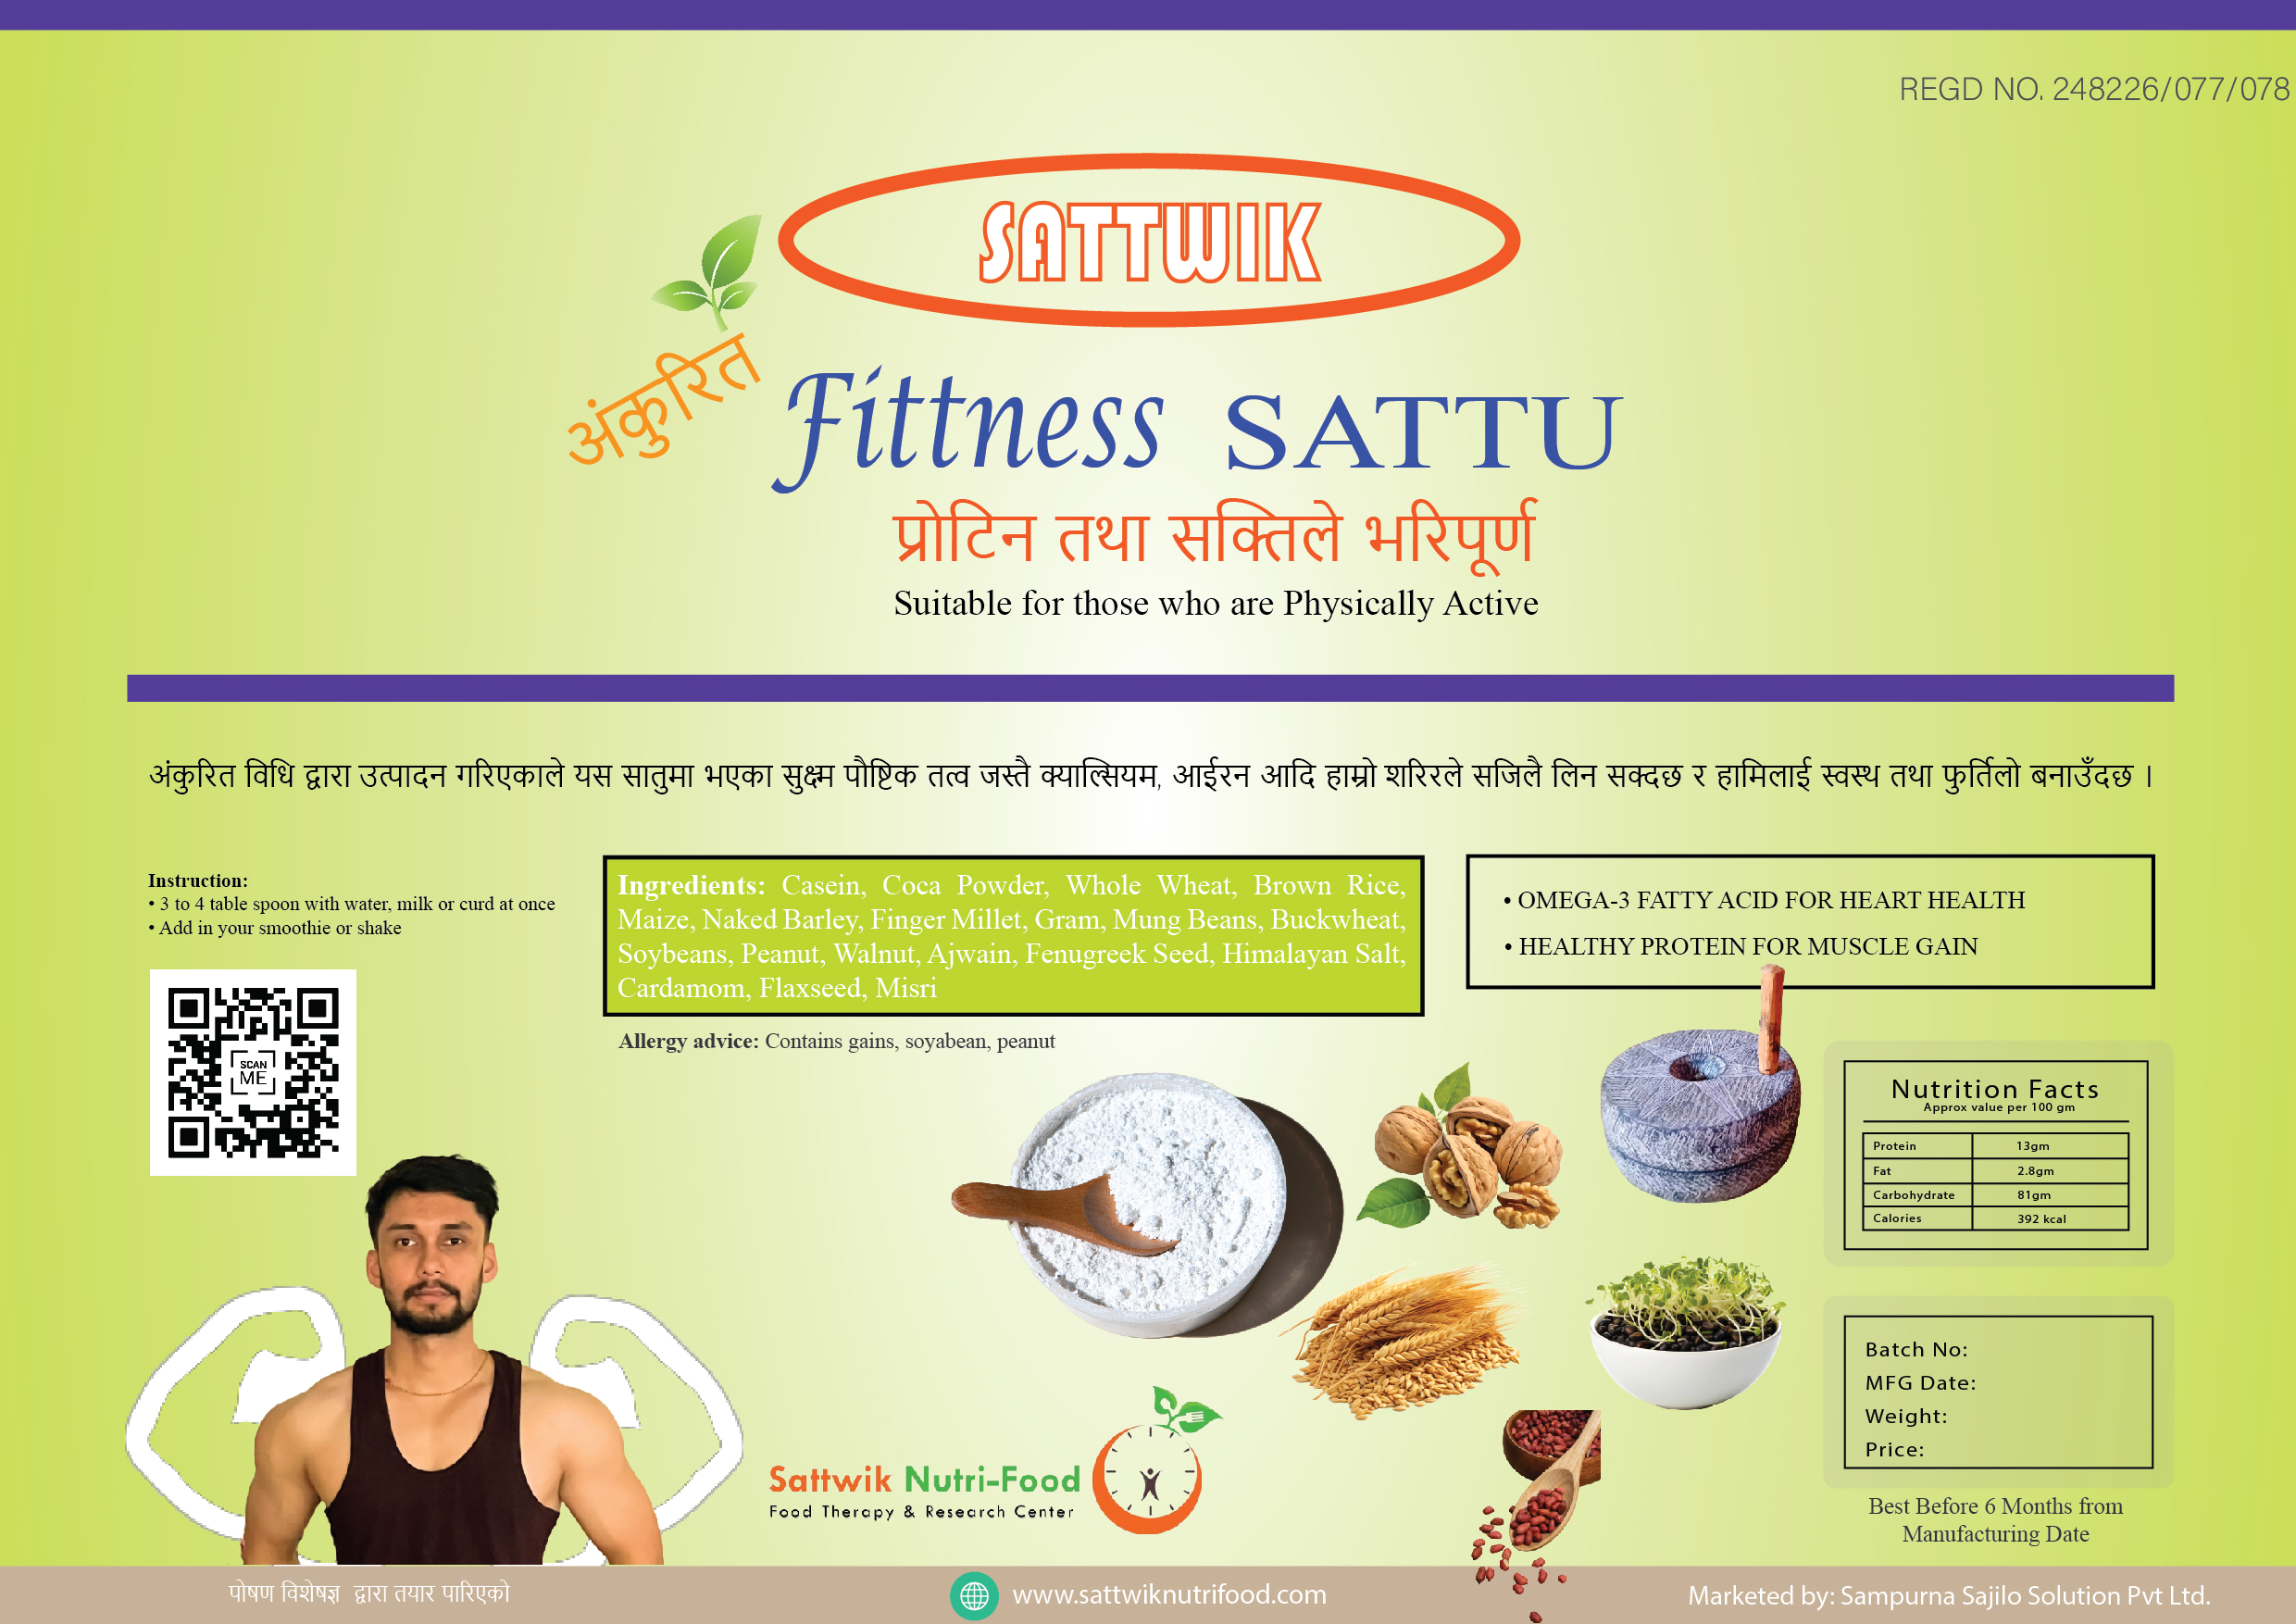 REGD NO. 248226/077/078
SATTWIK
अंकुरित
Fittness SATTU
प्रोटिन तथा सक्तिले भरिपूर्ण
Suitable for those who are Physically Active
अंकुरित विधि द्वारा उत्पादन गरिएकाले यस सातुमा भएका सुक्ष्म पौष्टिक तत्व जस्तै क्याल्सियम, आईरन आदि हाम्रो शरिरले सजिलै लिन सक्दछ र हामिलाई स्वस्थ तथा फुर्तिलो बनाउँदछ ।
Instruction:
• 3 to 4 table spoon with water, milk or curd at once
• Add in your smoothie or shake
SCAN
ME
Ingredients: Casein, Coca Powder, Whole Wheat, Brown Rice,
Maize, Naked Barley, Finger Millet, Gram, Mung Beans, Buckwheat,
Soybeans, Peanut, Walnut, Ajwain, Fenugreek Seed, Himalayan Salt,
Cardamom, Flaxseed, Misri
Allergy advice: Contains gains, soyabean, peanut
• OMEGA-3 FATTY ACID FOR HEART HEALTH
• HEALTHY PROTEIN FOR MUSCLE GAIN
Nutrition Facts
Approx value per 100 gm
Protein 13gm
Fat 2.8gm
Carbohydrate 81gm
Calories 392 kcal
Batch No:
MFG Date:
Weight:
Price:
Best Before 6 Months from
Manufacturing Date
Sattwik Nutri-Food
Food Therapy & Research Center
पोषण विशेषज्ञ द्वारा तयार पारिएको
www.sattwiknutrifood.com
Marketed by: Sampurna Sajilo Solution Pvt Ltd.